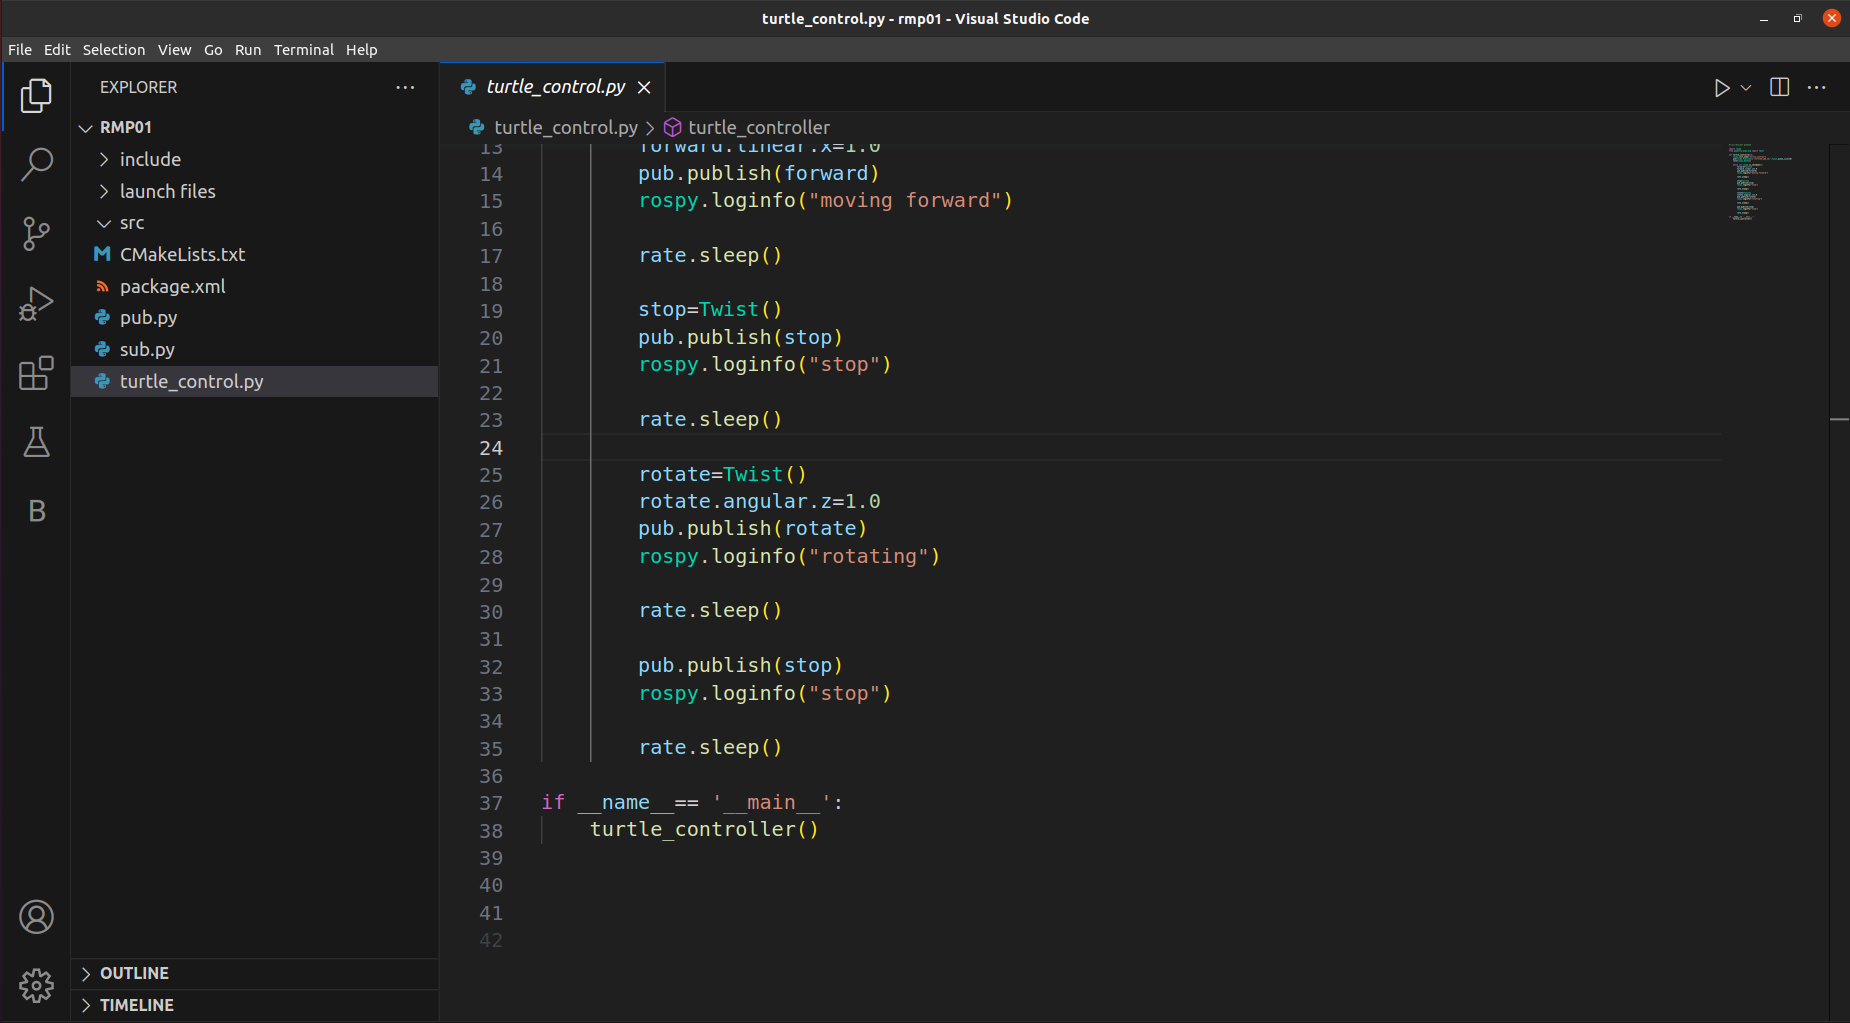 turtle_control.py - rmp01 - Visual Studio Code
File Edit Selection View Go Run Terminal Help
EXPLORER
RMP01
include
launch files
src
CMakeLists.txt
package.xml
pub.py
sub.py
turtle_control.py
B
OUTLINE
TIMELINE
turtle_control.py
turtle_control.py > turtle_controller
13 forward.linear.x=1.0
14 pub.publish(forward)
15 rospy.loginfo("moving forward")
16
17 rate.sleep()
18
19 stop=Twist()
20 pub.publish(stop)
21 rospy.loginfo("stop")
22
23 rate.sleep()
24
25 rotate=Twist()
26 rotate.angular.z=1.0
27 pub.publish(rotate)
28 rospy.loginfo("rotating")
29
30 rate.sleep()
31
32 pub.publish(stop)
33 rospy.loginfo("stop")
34
35 rate.sleep()
36
37 if __name__== '__main__':
38 turtle_controller()
39
40
41
42